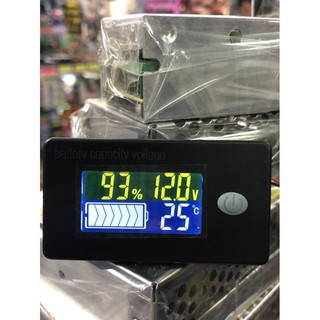 battery capacity voltage
93% 12.0v
25°C